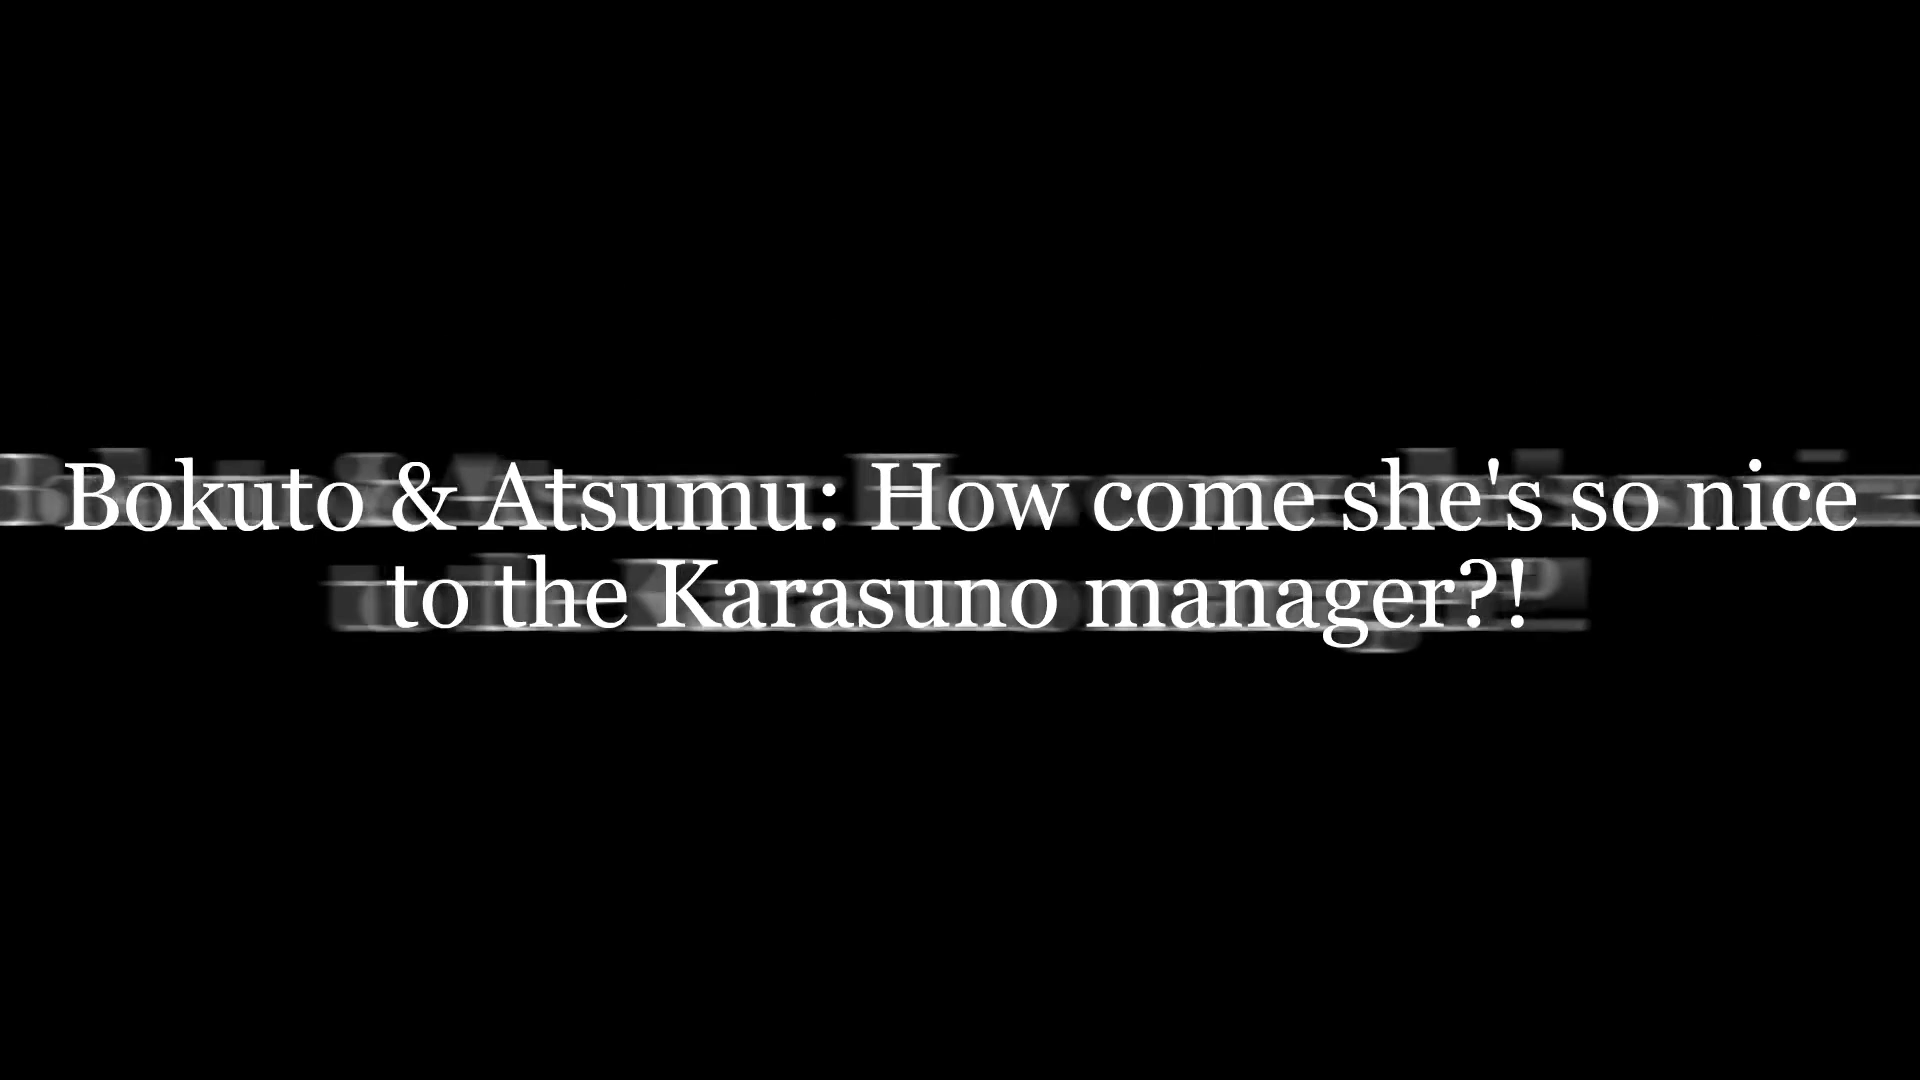 Bokuto & Atsumu: How come she's so nice
to the Karasuno manager?!